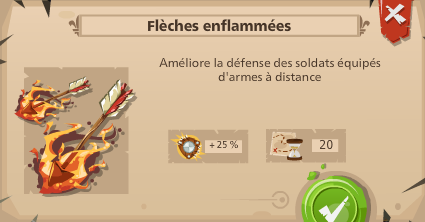 Flèches enflammées
Améliore la défense des soldats équipés
d'armes à distance
+25 %
20